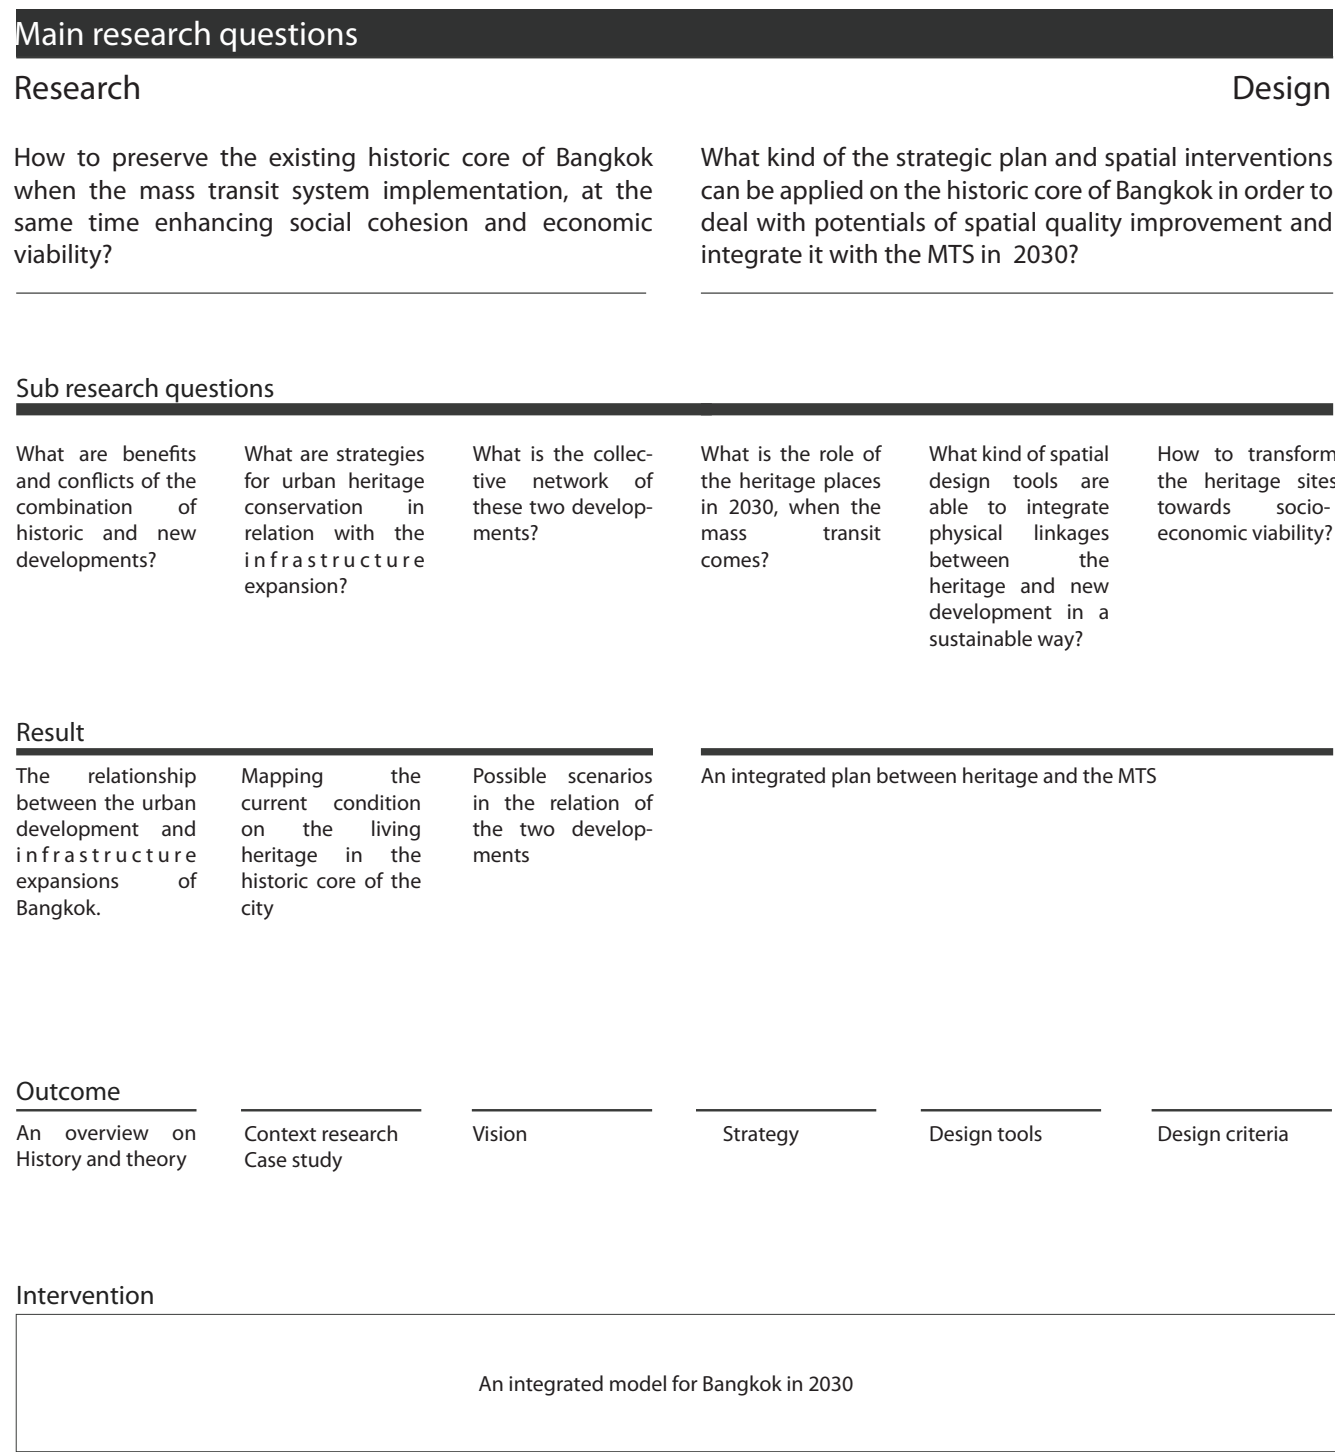 Main research questions
Research
Design
How to preserve the existing historic core of Bangkok
when the mass transit system implementation, at the
same time enhancing social cohesion and economic
viability?
What kind of the strategic plan and spatial interventions
can be applied on the historic core of Bangkok in order to
deal with potentials of spatial quality improvement and
integrate it with the MTS in 2030?
Sub research questions
What are benefits
and conflicts of the
combination of
historic and new
developments?
What are strategies
for urban heritage
conservation in
relation with the
infrastructure
expansion?
What is the collec-
tive network of
these two develop-
ments?
What is the role of
the heritage places
in 2030, when the
mass transit
comes?
What kind of spatial
design tools are
able to integrate
physical linkages
between the
heritage and new
development in a
sustainable way?
How to transform
the heritage sites
towards socio-
economic viability?
Result
The relationship
between the urban
development and
infrastructure
expansions of
Bangkok.
Mapping the
current condition
on the living
heritage in the
historic core of the
city
Possible scenarios
in the relation of
the two develop-
ments
An integrated plan between heritage and the MTS
Outcome
An overview on
History and theory
Context research
Case study
Vision
Strategy
Design tools
Design criteria
Intervention
An integrated model for Bangkok in 2030